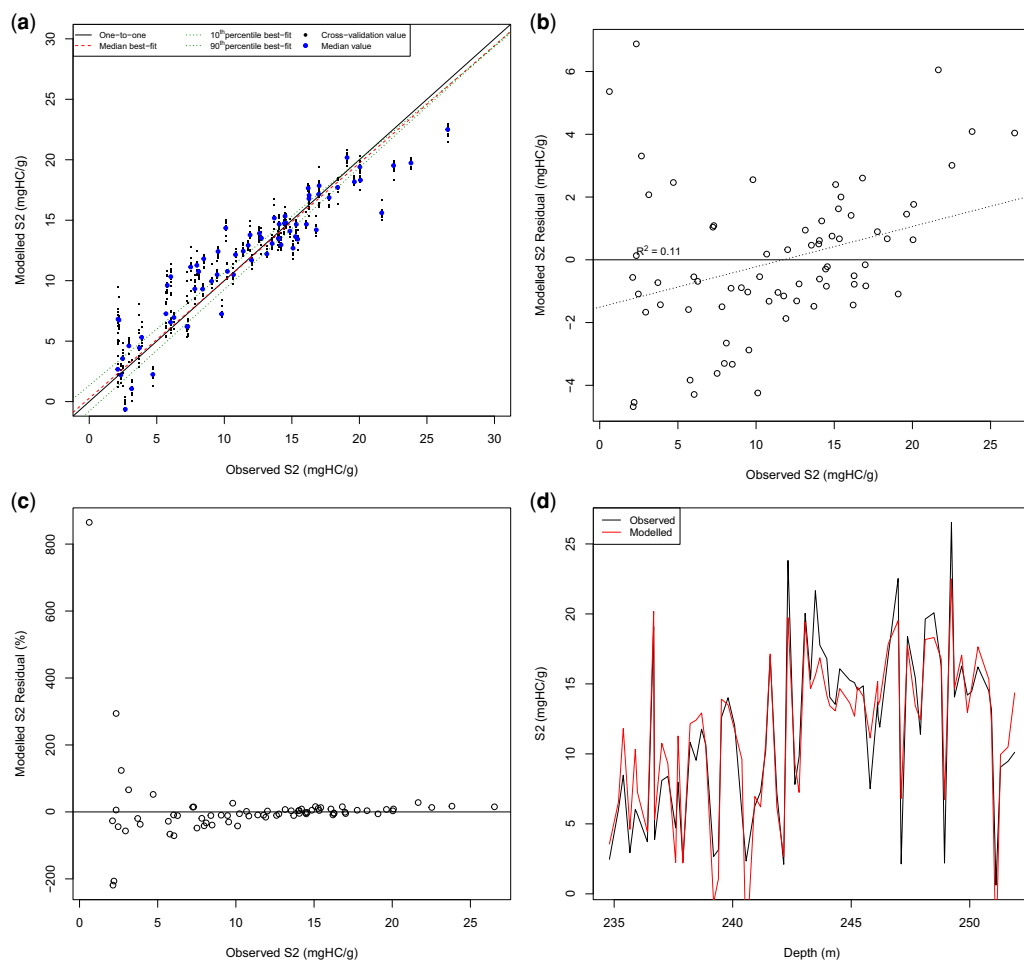 (a)
One-to-one
Median best-fit
10th percentile best-fit
90th percentile best-fit
Cross-validation value
Median value
30
25
20
15
10
5
0
Modelled S2 (mgHC/g)
0 5 10 15 20 25 30
Observed S2 (mgHC/g)
(b)
6
4
2
0
−2
−4
Modelled S2 Residual (mgHC/g)
R² = 0.11
0 5 10 15 20 25
Observed S2 (mgHC/g)
(c)
800
600
400
200
0
−200
Modelled S2 Residual (%)
0 5 10 15 20 25
Observed S2 (mgHC/g)
(d)
Observed
Modelled
25
20
15
10
5
0
S2 (mgHC/g)
235 240 245 250
Depth (m)